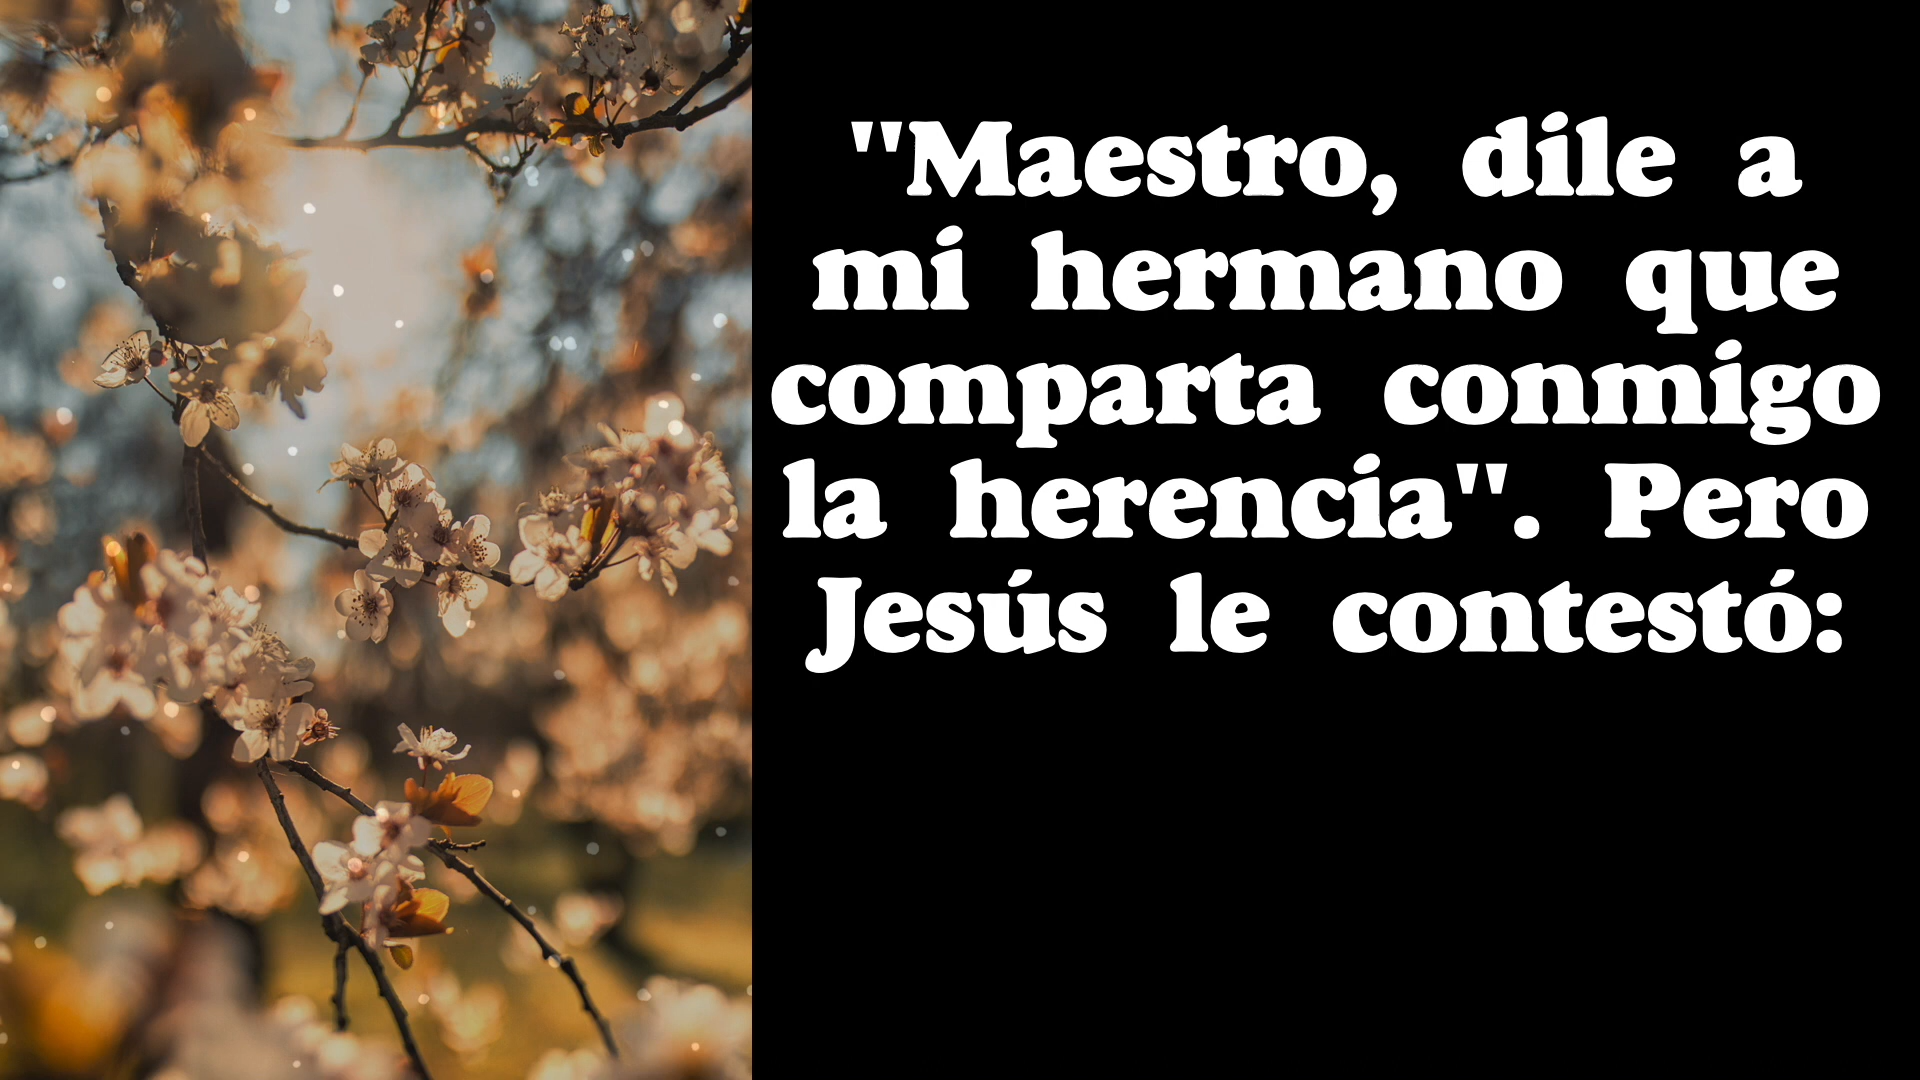 "Maestro, dile a
mi hermano que
comparta conmigo
la herencia". Pero
Jesús le contestó: